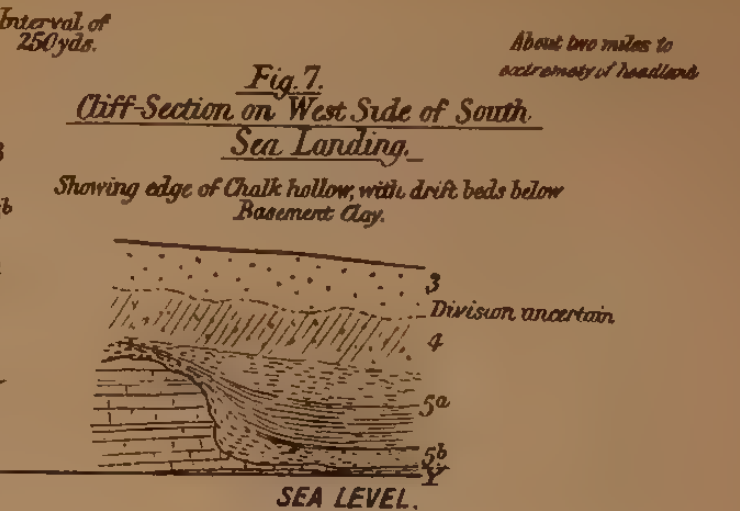 Interval of
250yds.
About two miles to
extremety of headland
Fig. 7.
Cliff-Section on West Side of South
Sea Landing.
Showing edge of Chalk hollow, with drift beds below
Basement Clay.
3
Division uncertain
4
5a
5b
Y
SEA LEVEL.